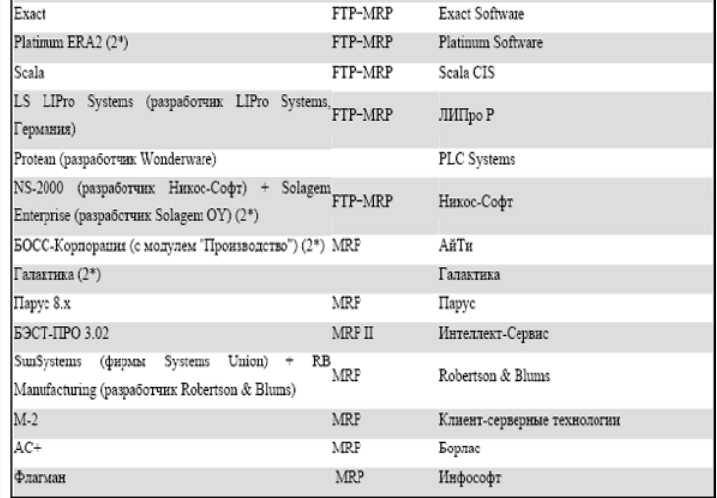 Exact FTP-MRP Exact Software
Platinum ERA2 (2*) FTP-MRP Platinum Software
Scala FTP-MRP Scala CIS
LS LIPro Systems (разработчик LIPro Systems,
Германия) FTP-MRP ЛИПро Р
Protean (разработчик Wonderware) PLC Systems
NS-2000 (разработчик Никос-Софт) + Solagem
Enterprise (разработчик Solagem OY) (2*) FTP-MRP Никос-Софт
БОСС-Корпорация (с модулем "Производство") (2*) MRP АйТи
Галактика (2*) Галактика
Парус 8.x MRP Парус
БЭСТ-ПРО 3.02 MRP II Интеллект-Сервис
SunSystems (фирмы Systems Union) + RB
Manufacturing (разработчик Robertson & Blums) MRP Robertson & Blums
М-2 MRP Клиент-серверные технологии
АС+ MRP Борлас
Флагман MRP Инфософт